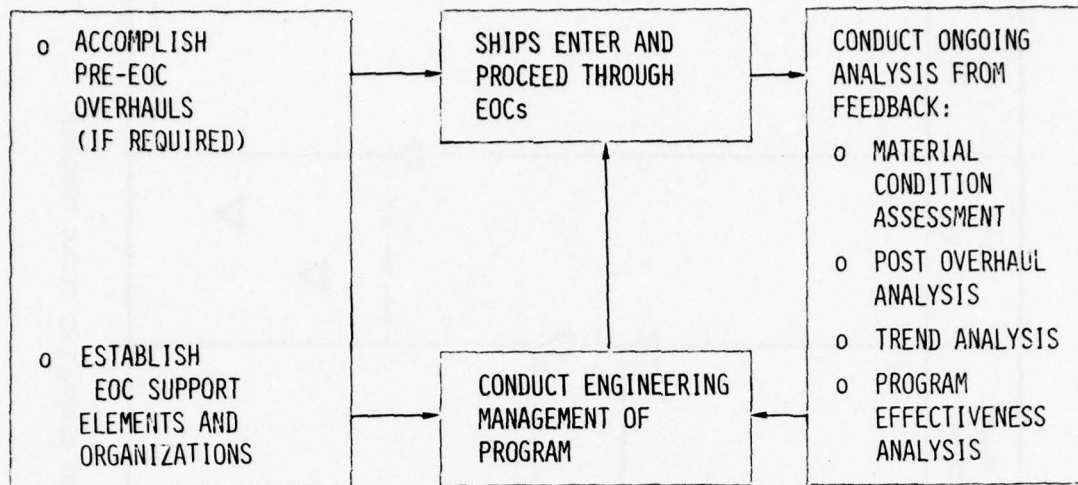 o ACCOMPLISH
PRE-EOC
OVERHAULS
(IF REQUIRED)
o ESTABLISH
EOC SUPPORT
ELEMENTS AND
ORGANIZATIONS
SHIPS ENTER AND
PROCEED THROUGH
EOCs
CONDUCT ENGINEERING
MANAGEMENT OF
PROGRAM
CONDUCT ONGOING
ANALYSIS FROM
FEEDBACK:
o MATERIAL
CONDITION
ASSESSMENT
o POST OVERHAUL
ANALYSIS
o TREND ANALYSIS
o PROGRAM
EFFECTIVENESS
ANALYSIS